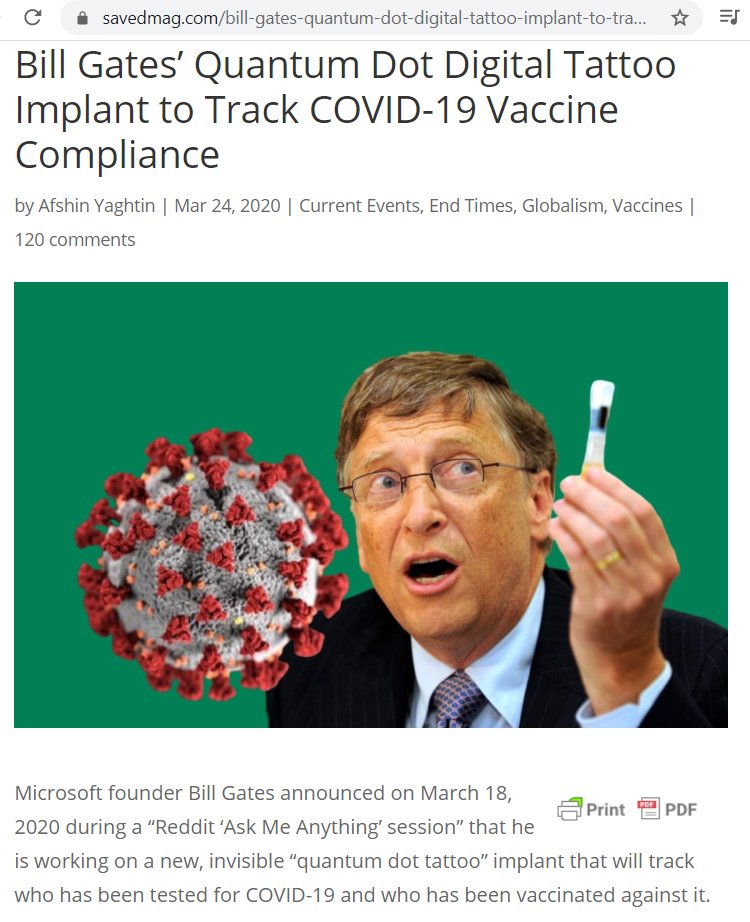 savedmag.com/bill-gates-quantum-dot-digital-tattoo-implant-to-tra...
Bill Gates’ Quantum Dot Digital Tattoo
Implant to Track COVID-19 Vaccine
Compliance
by Afshin Yaghtin | Mar 24, 2020 | Current Events, End Times, Globalism, Vaccines |
120 comments
Microsoft founder Bill Gates announced on March 18,
Print PDF PDF
2020 during a “Reddit ‘Ask Me Anything’ session” that he
is working on a new, invisible “quantum dot tattoo” implant that will track
who has been tested for COVID-19 and who has been vaccinated against it.